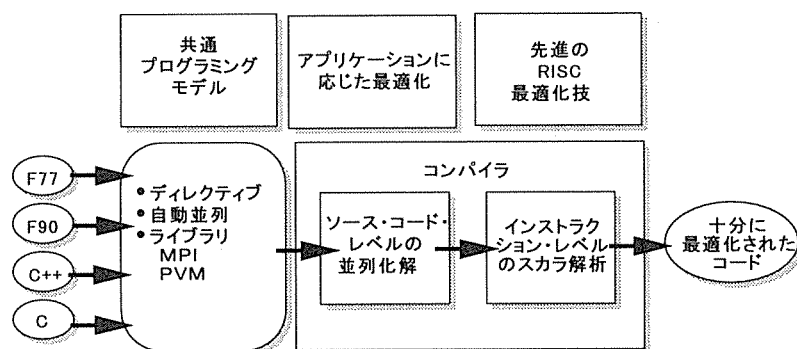 共通
プログラミング
モデル
アプリケーションに
応じた最適化
先進の
RISC
最適化技
F77
F90
C++
C
•ディレクティブ
•自動並列
•ライブラリ
MPI
PVM
コンパイラ
ソース・コード・
レベルの
並列化解
インストラク
ション・レベル
のスカラ解析
十分に
最適化された
コード